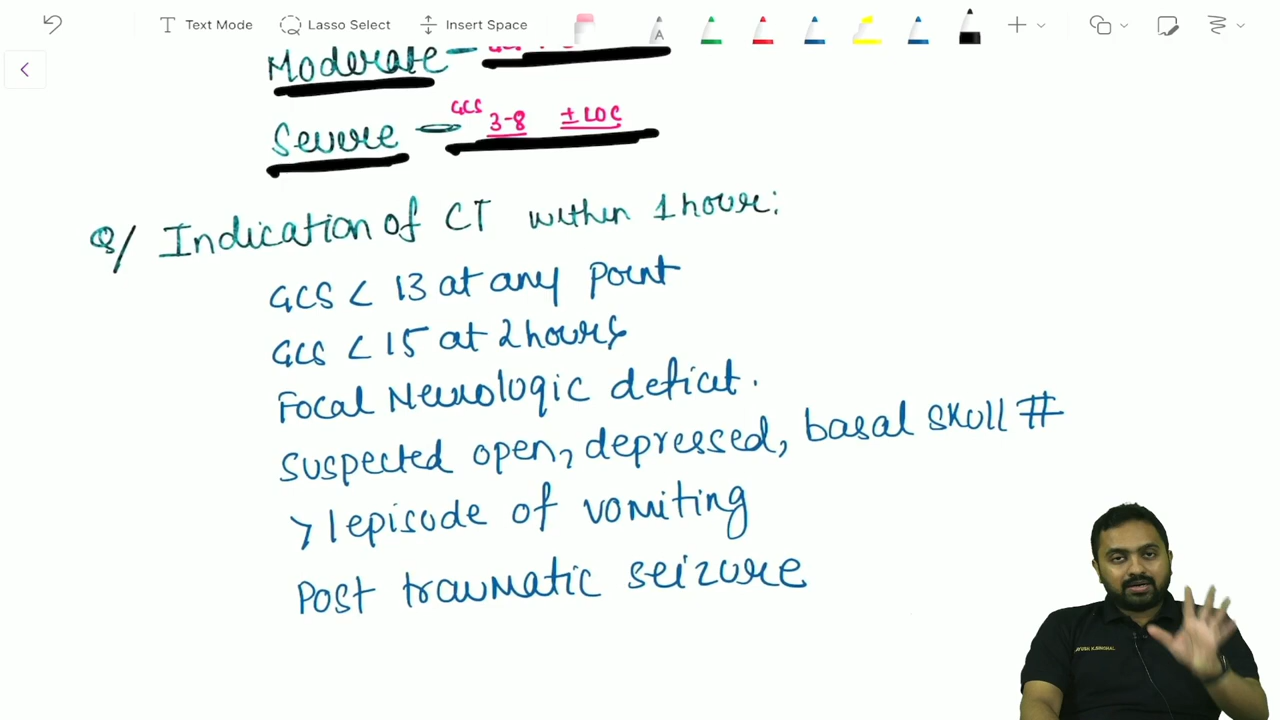 Text Mode Lasso Select Insert Space
A
Moderate -
Severe - GCS 3-8 ± LOC
Q/ Indication of CT within 1 hour:
GCS < 13 at any point
GCS < 15 at 2 hours
Focal Neurologic deficit.
Suspected open, depressed, basal skull #
> 1 episode of vomiting
Post traumatic seizure